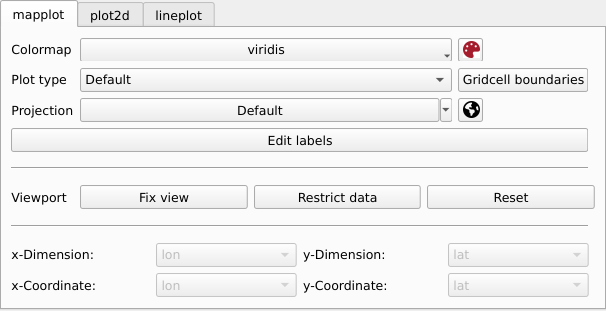 mapplot plot2d lineplot
Colormap viridis
Plot type Default Gridcell boundaries
Projection Default
Edit labels
Viewport Fix view Restrict data Reset
x-Dimension: lon y-Dimension: lat
x-Coordinate: lon y-Coordinate: lat